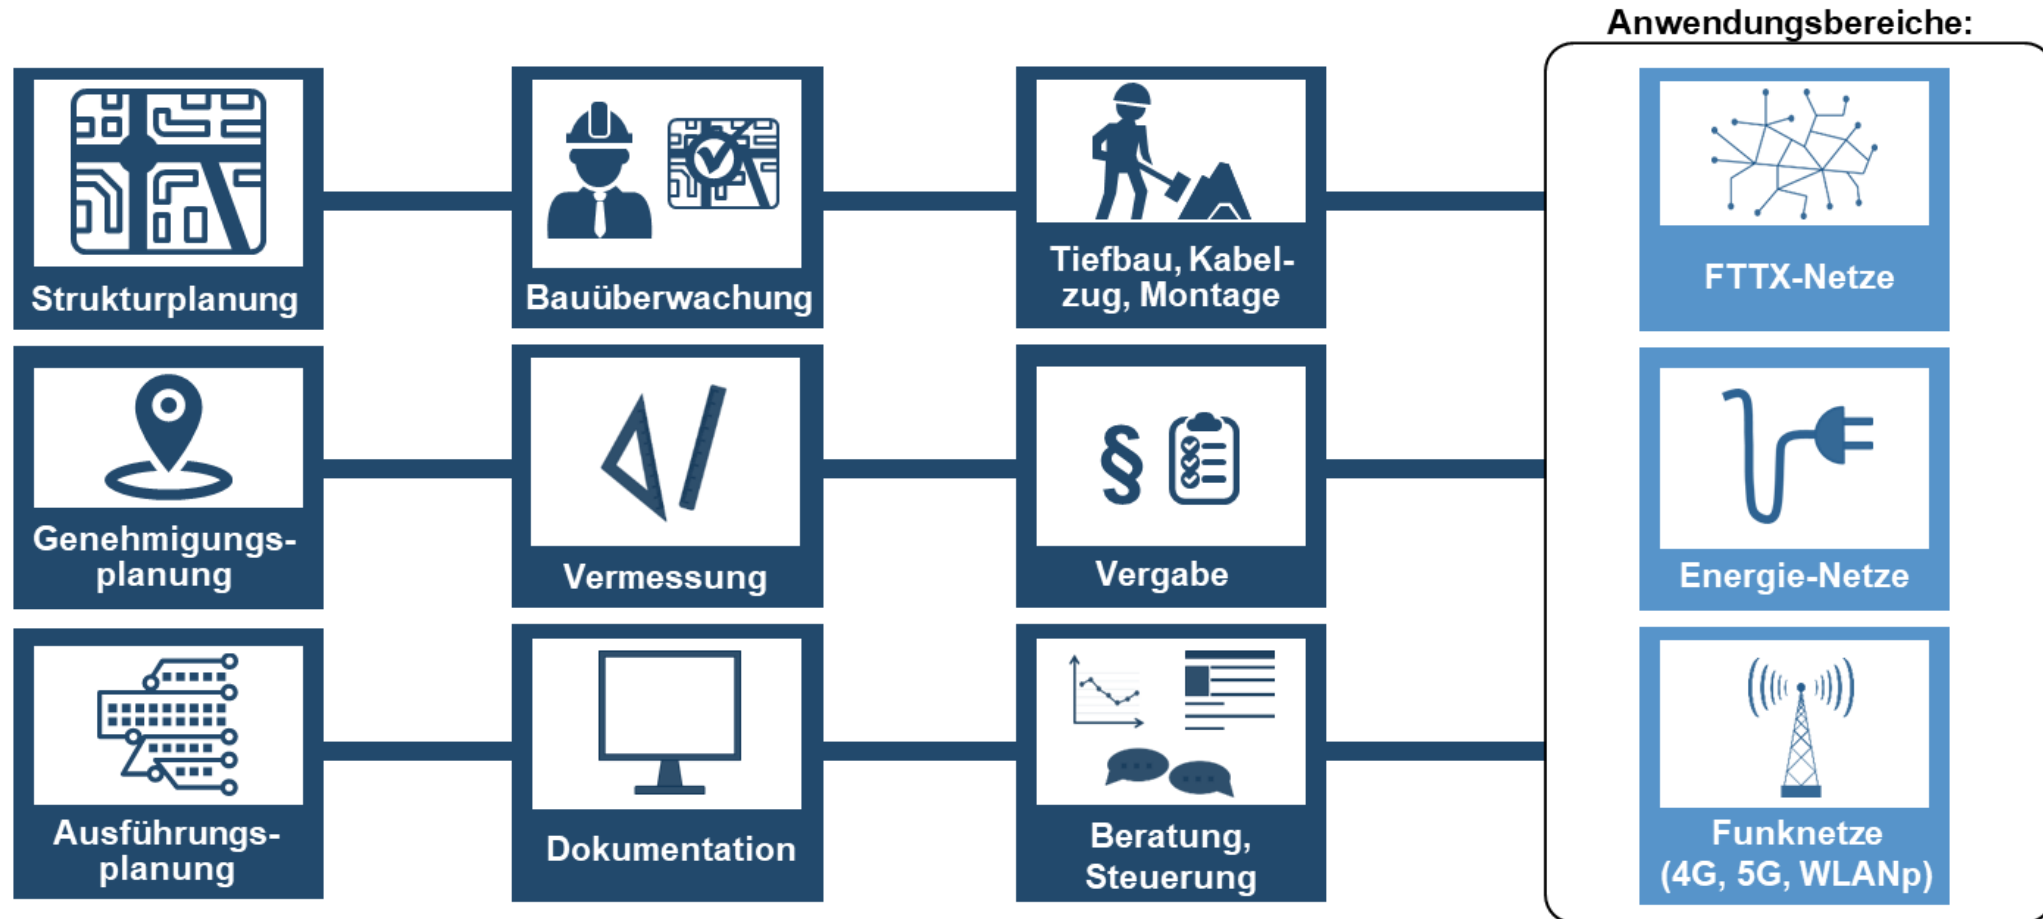 Anwendungsbereiche:
Strukturplanung
Bauüberwachung
Tiefbau, Kabel-
zug, Montage
FTTX-Netze
Genehmigungs-
planung
Vermessung
§
Vergabe
Energie-Netze
Ausführungs-
planung
Dokumentation
Beratung,
Steuerung
Funknetze
(4G, 5G, WLANp)